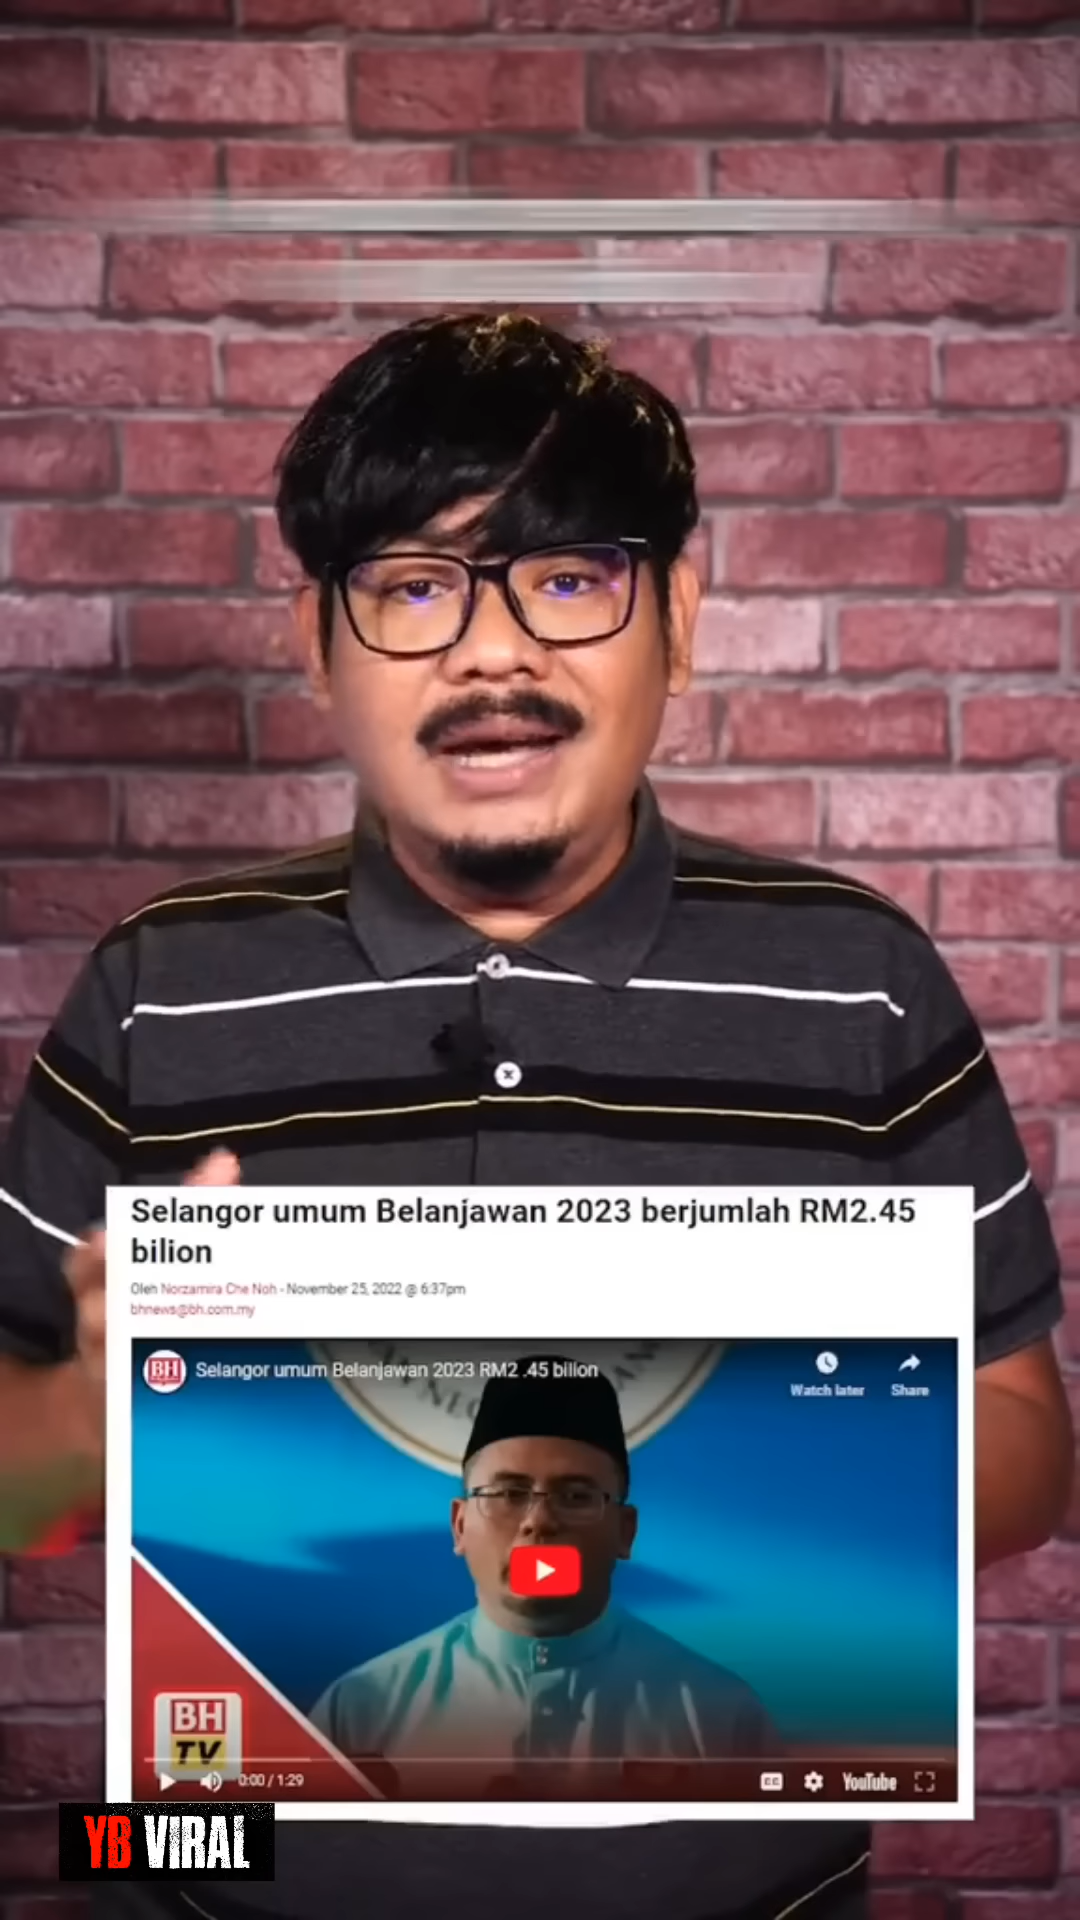 Selangor umum Belanjawan 2023 berjumlah RM2.45
bilion
Oleh Norzamira Che Noh - November 25, 2022 @ 6:37pm
bhnews@bh.com.my
BH
Selangor umum Belanjawan 2023 RM2 .45 bilion
Watch later
Share
BH
TV
0:00 / 1:29
CC
YouTube
YB VIRAL